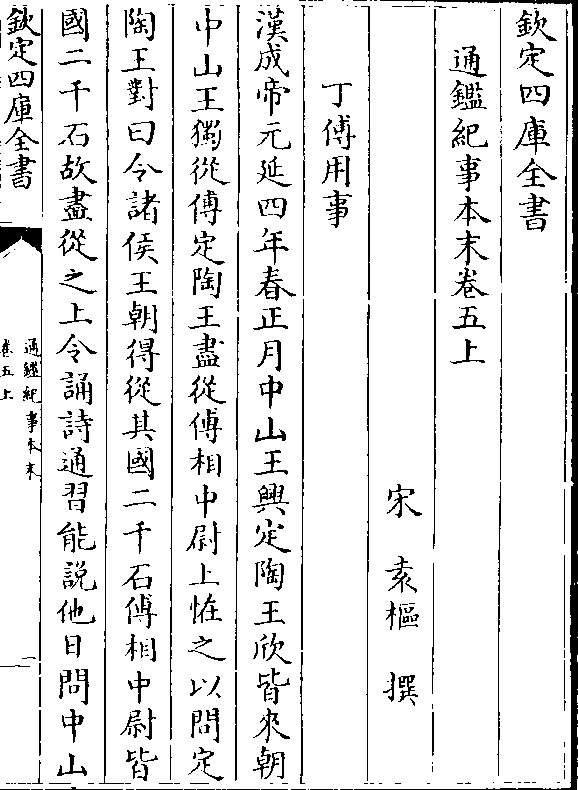 欽定四庫全書
通鑑紀事本末卷五上
宋 袁樞 撰
丁傅用事
漢成帝元延四年春正月中山王興定陶王欣皆來朝
中山王獨從傅定陶王盡從傅相中尉上恠之以問定
陶王對曰令諸侯王朝得從其國二千石傅相中尉皆
國二千石故盡從之上令誦詩通習能說他日問中山
欽定四庫全書
通鑑紀事本末
卷五上
一